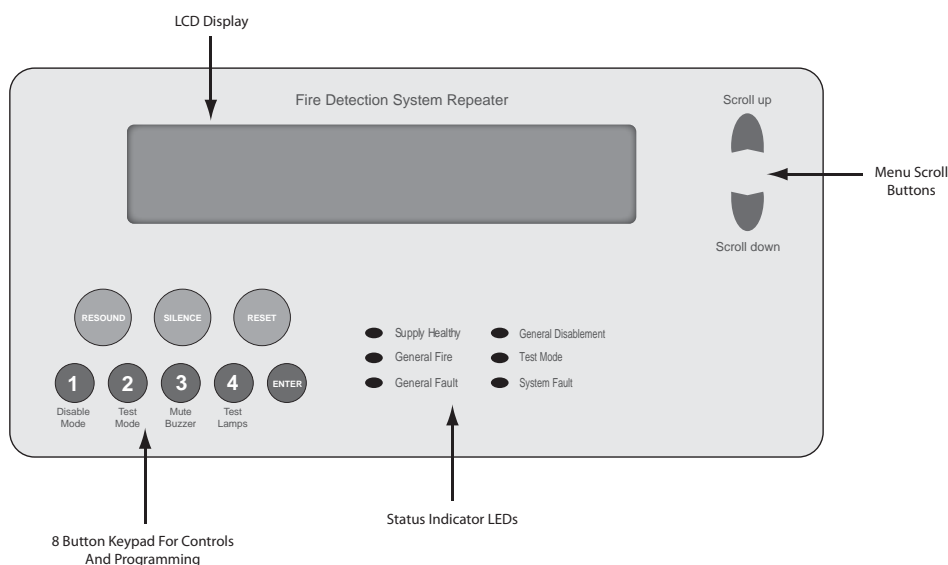 LCD Display
Fire Detection System Repeater
Scroll up
Menu Scroll
Buttons
Scroll down
RESOUND
SILENCE
RESET
1
2
3
4
ENTER
Disable
Mode
Test
Mode
Mute
Buzzer
Test
Lamps
Supply Healthy
General Disablement
General Fire
Test Mode
General Fault
System Fault
Status Indicator LEDs
8 Button Keypad For Controls
And Programming